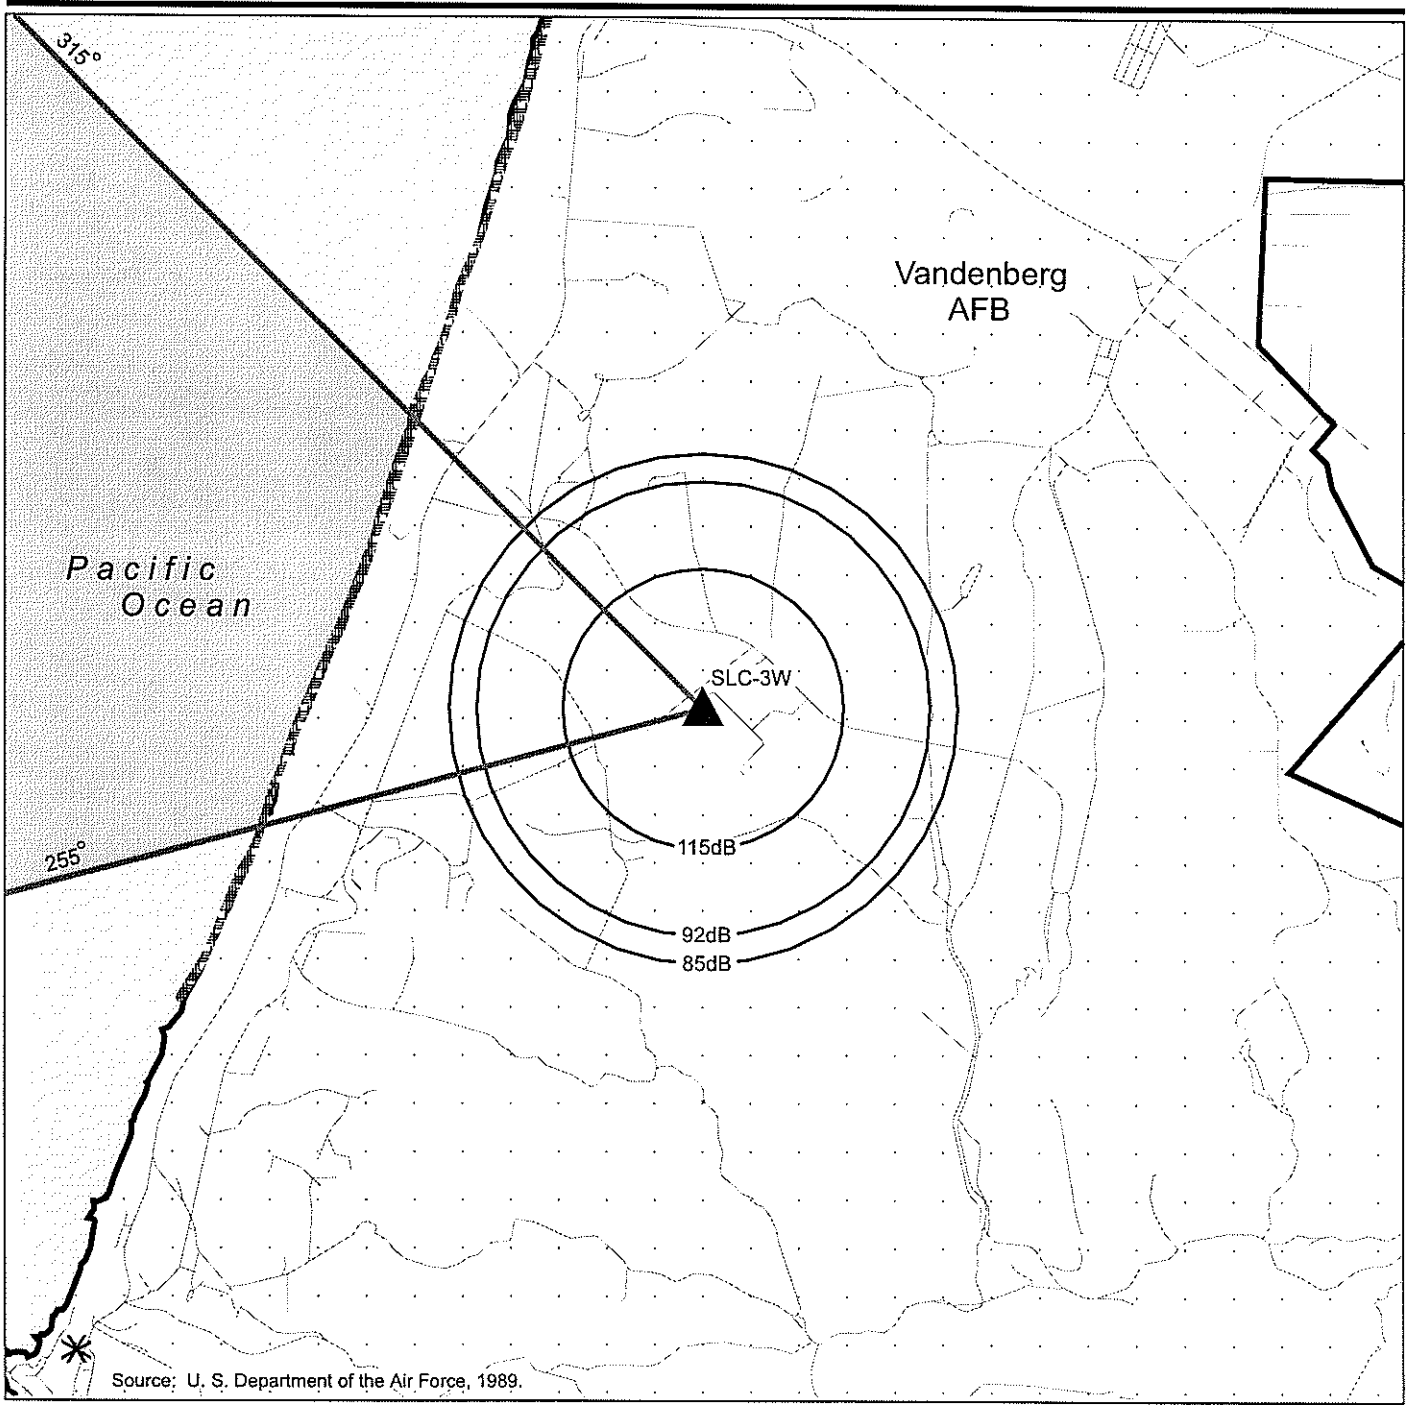 315°
Vandenberg
AFB
Pacific
Ocean
SLC-3W
115dB
255°
92dB
85dB
Source: U. S. Department of the Air Force, 1989.